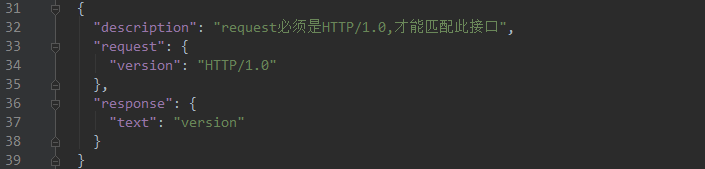 31 {
32 "description": "request必须是HTTP/1.0,才能匹配此接口",
33 "request": {
34 "version": "HTTP/1.0"
35 },
36 "response": {
37 "text": "version"
38 }
39 }